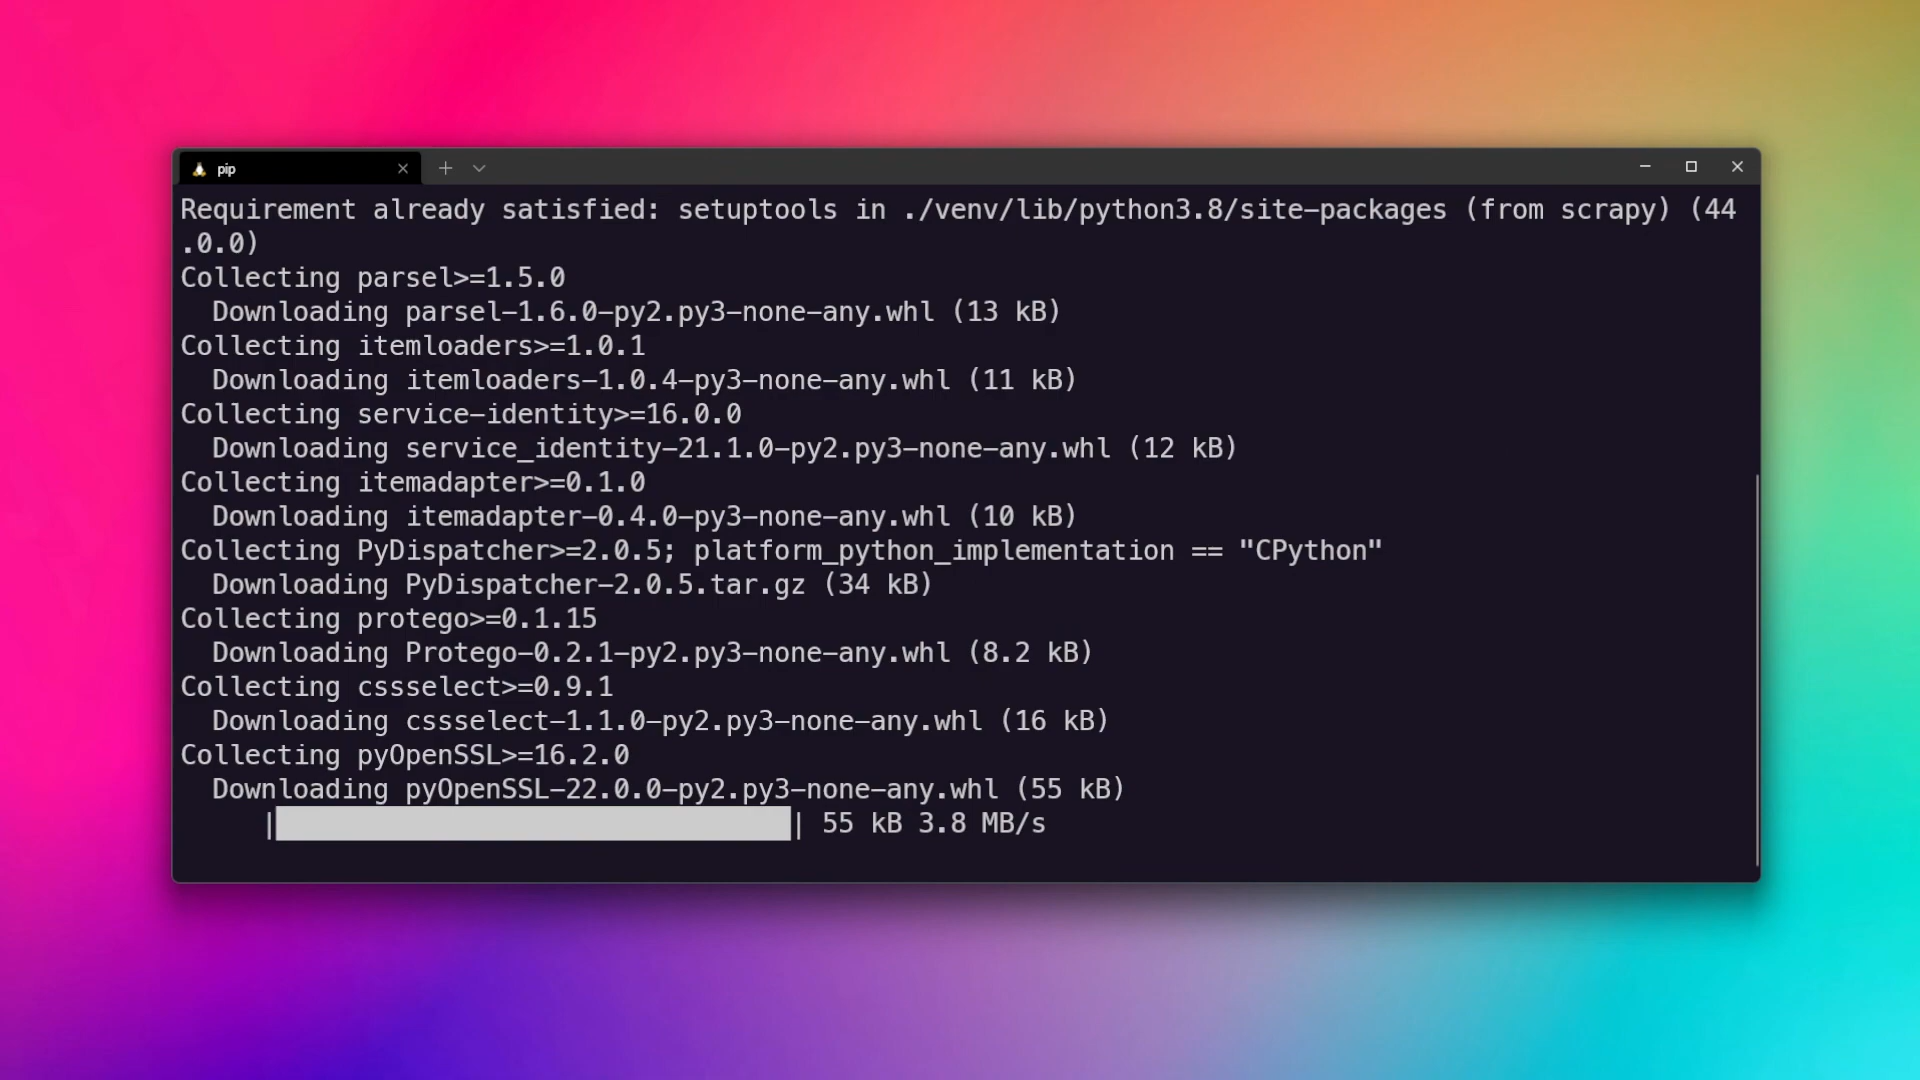 pip
Requirement already satisfied: setuptools in ./venv/lib/python3.8/site-packages (from scrapy) (44
.0.0)
Collecting parsel>=1.5.0
  Downloading parsel-1.6.0-py2.py3-none-any.whl (13 kB)
Collecting itemloaders>=1.0.1
  Downloading itemloaders-1.0.4-py3-none-any.whl (11 kB)
Collecting service-identity>=16.0.0
  Downloading service_identity-21.1.0-py2.py3-none-any.whl (12 kB)
Collecting itemadapter>=0.1.0
  Downloading itemadapter-0.4.0-py3-none-any.whl (10 kB)
Collecting PyDispatcher>=2.0.5; platform_python_implementation == "CPython"
  Downloading PyDispatcher-2.0.5.tar.gz (34 kB)
Collecting protego>=0.1.15
  Downloading Protego-0.2.1-py2.py3-none-any.whl (8.2 kB)
Collecting cssselect>=0.9.1
  Downloading cssselect-1.1.0-py2.py3-none-any.whl (16 kB)
Collecting pyOpenSSL>=16.2.0
  Downloading pyOpenSSL-22.0.0-py2.py3-none-any.whl (55 kB)
| | 55 kB 3.8 MB/s